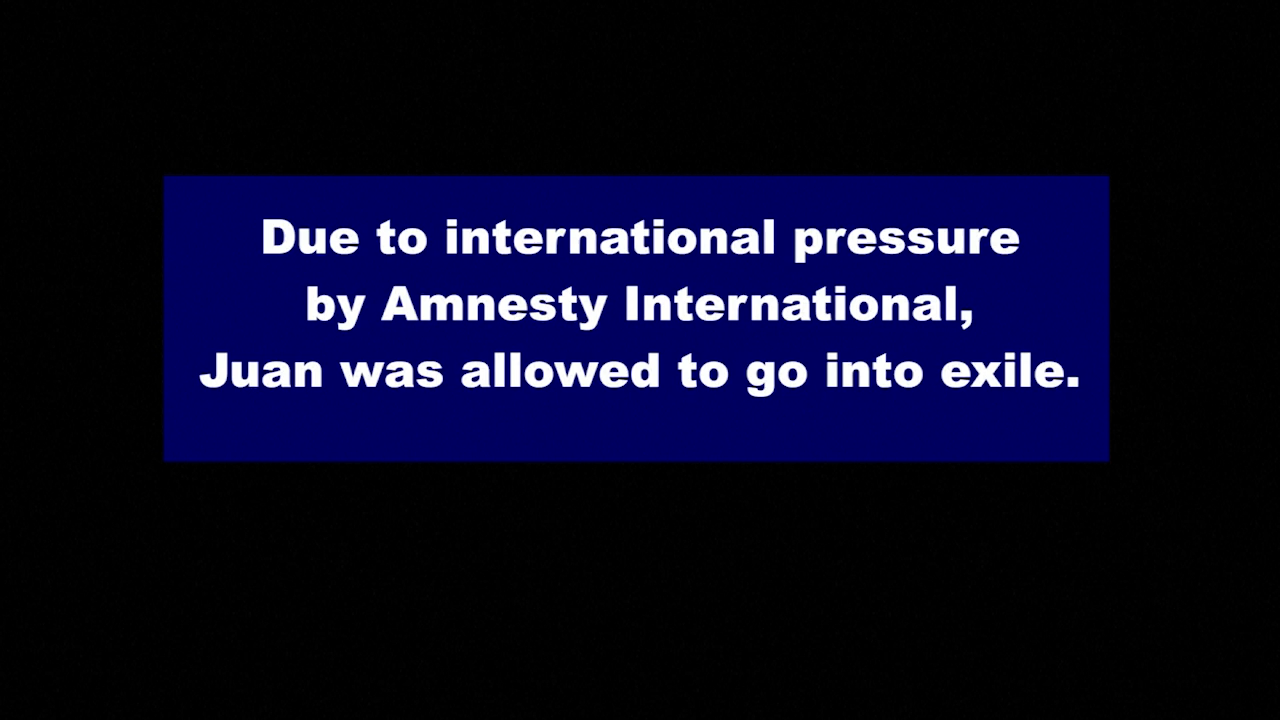 Due to international pressure
by Amnesty International,
Juan was allowed to go into exile.